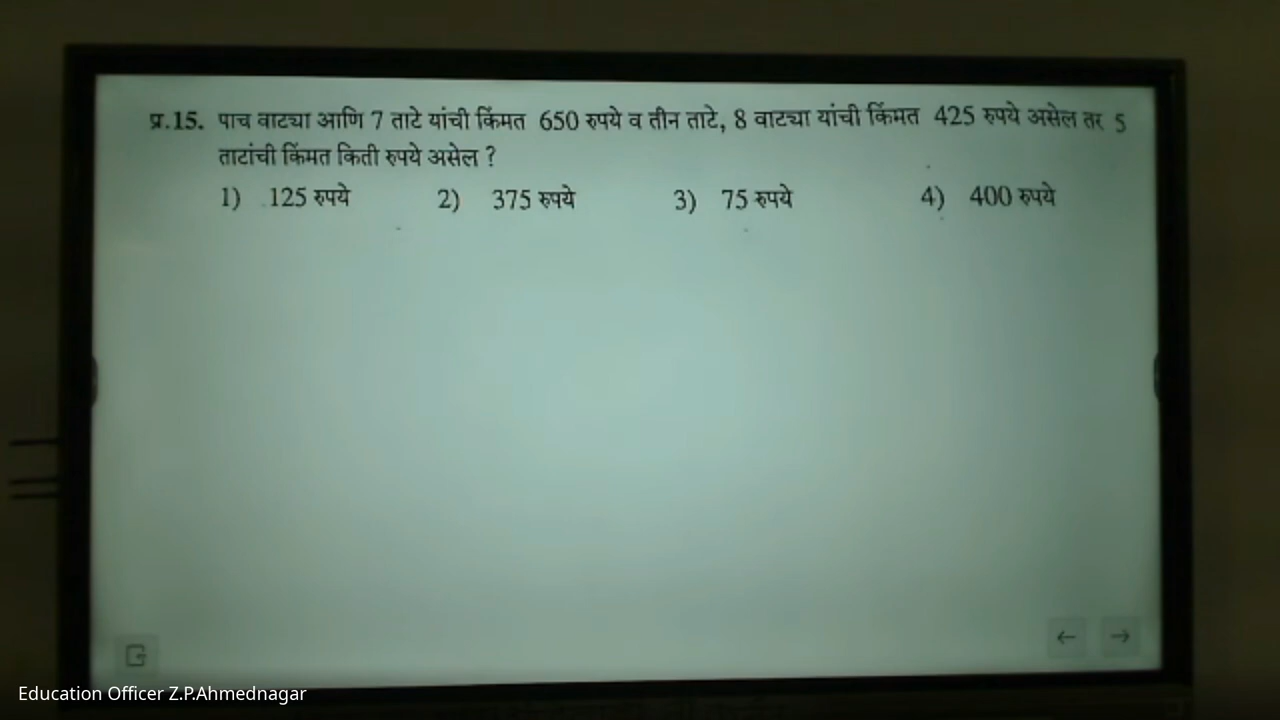 प्र.15. पाच वाट्या आणि 7 ताटे यांची किंमत 650 रुपये व तीन ताटे, 8 वाट्या यांची किंमत 425 रुपये असेल तर 5
ताटांची किंमत किती रुपये असेल ?
1) 125 रुपये 2) 375 रुपये 3) 75 रुपये 4) 400 रुपये
Education Officer Z.P.Ahmednagar